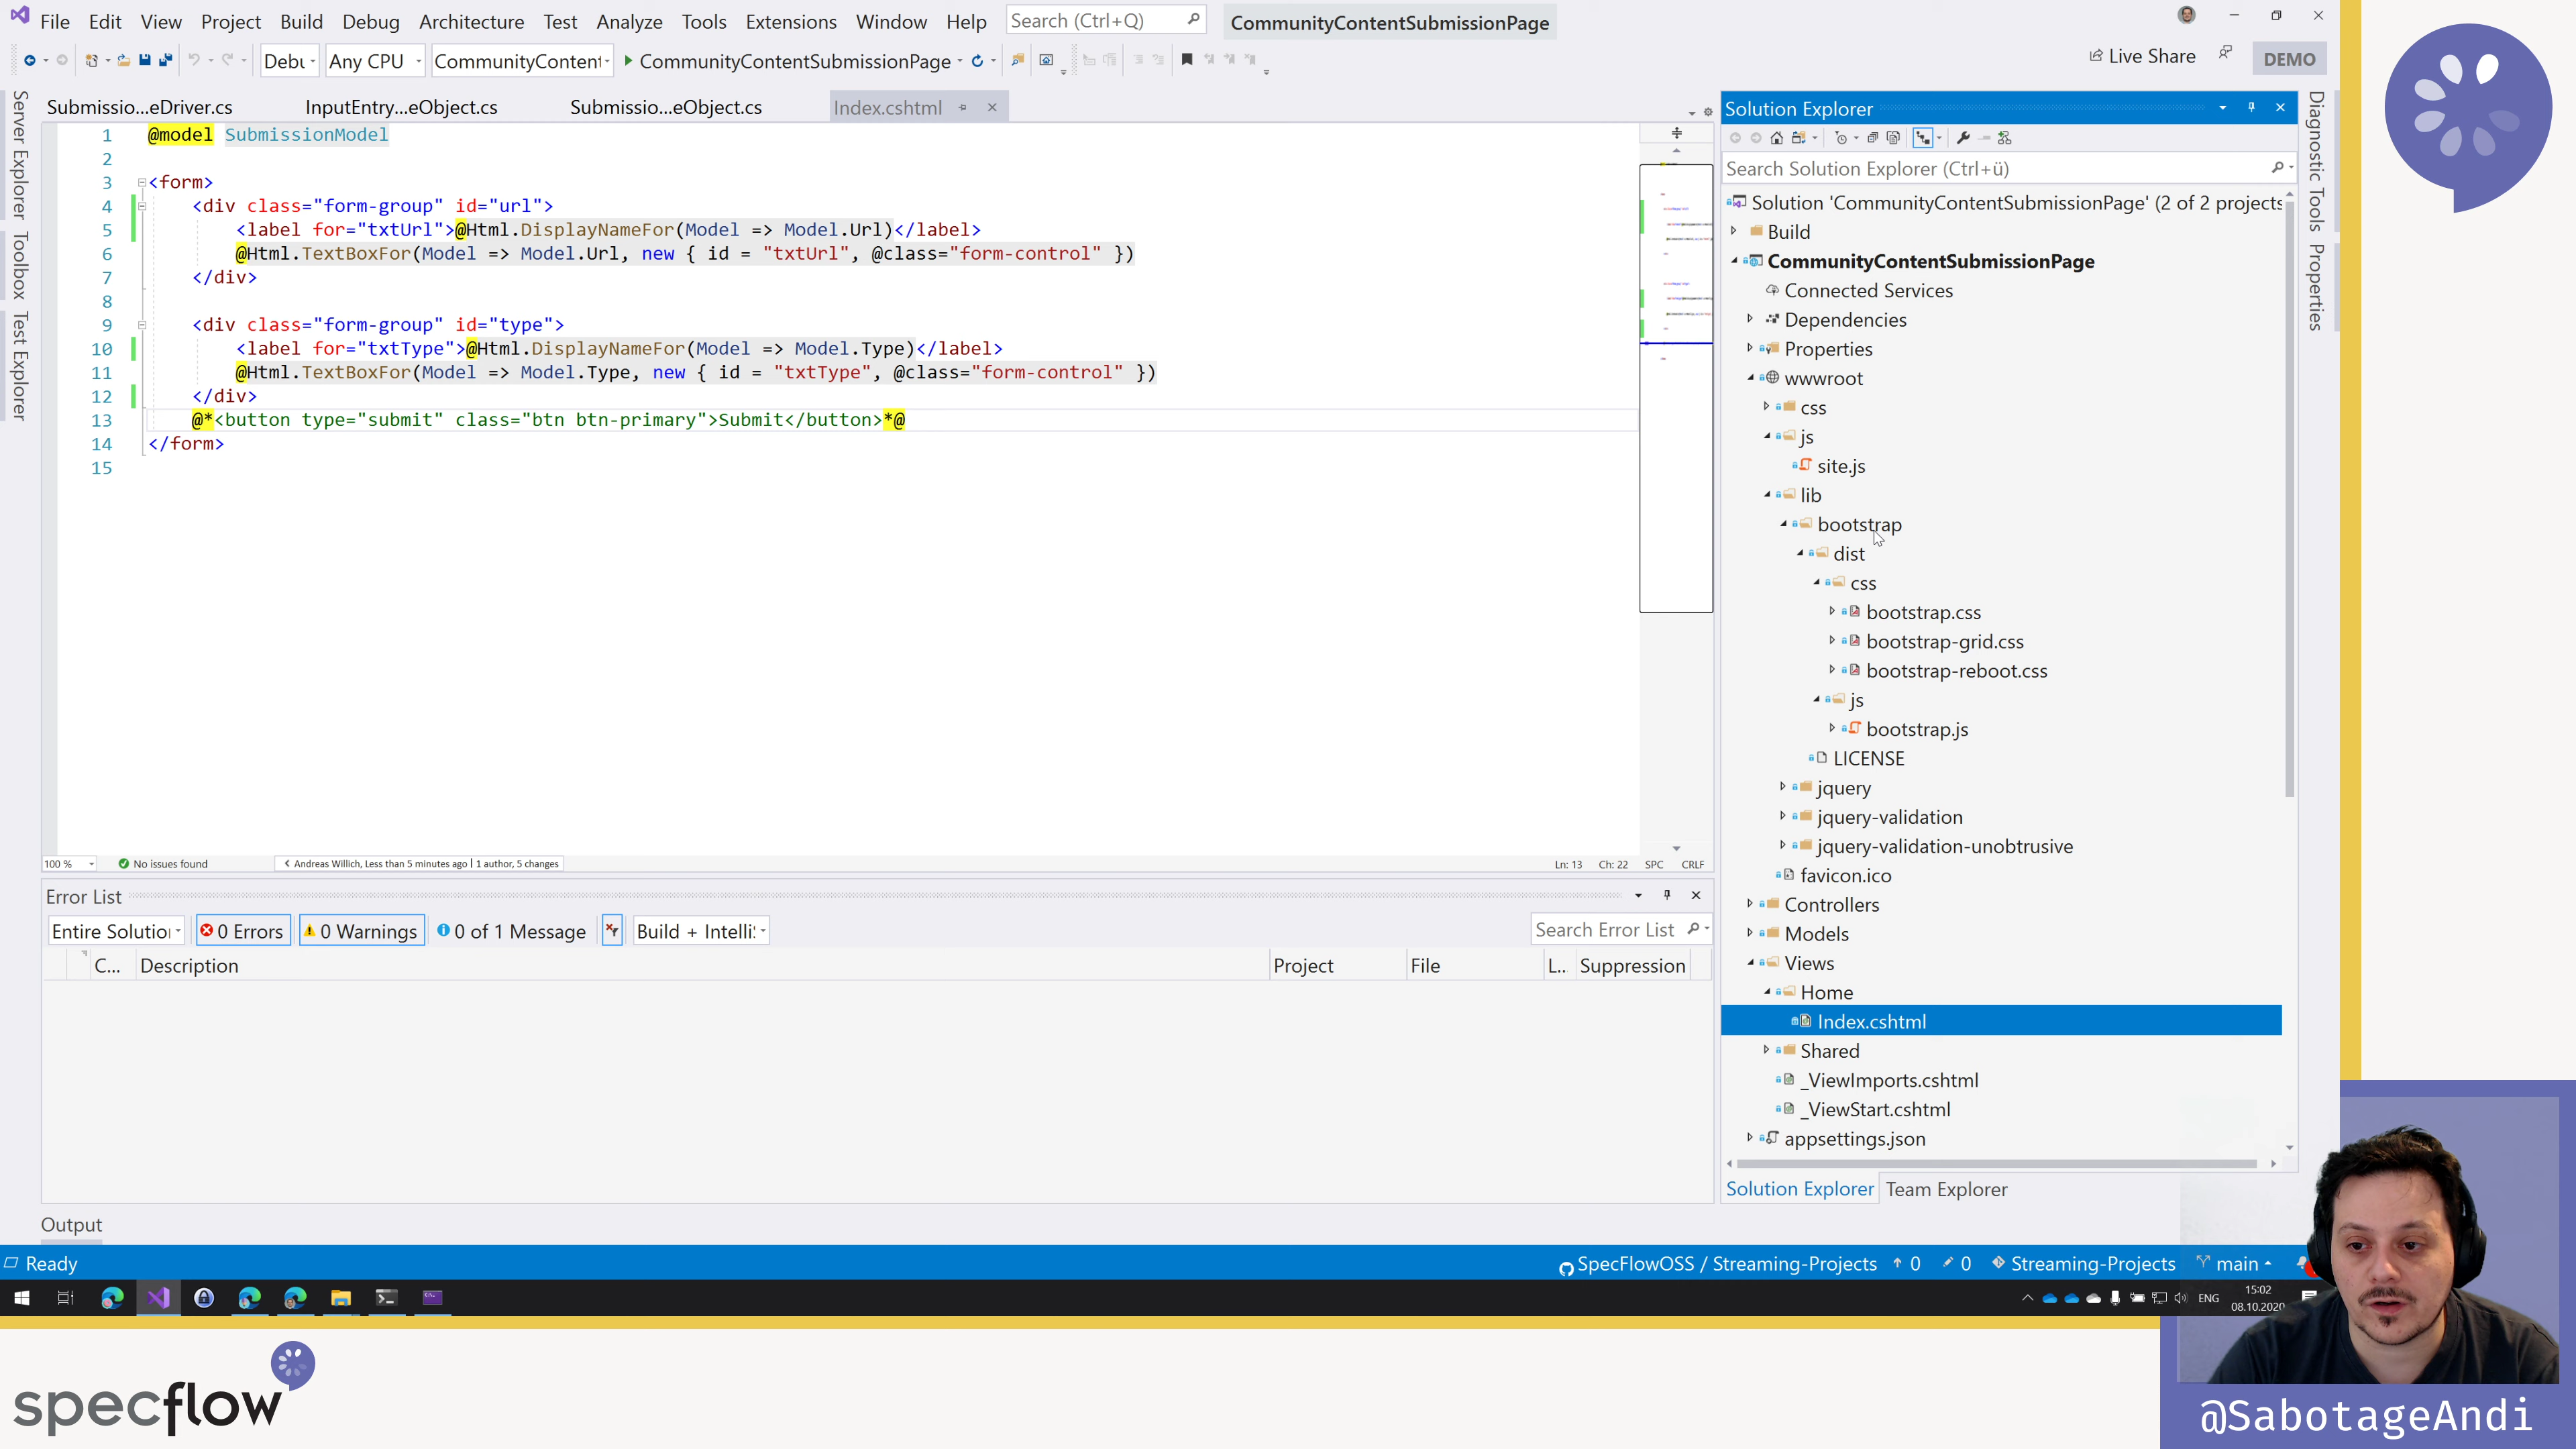 File Edit View Project Build Debug Architecture Test Analyze Tools Extensions Window Help Search (Ctrl+Q) CommunityContentSubmissionPage
Debu Any CPU CommunityConten CommunityContentSubmissionPage Live Share DEMO
Server Explorer
Toolbox
Test Explorer
Submissio...eDriver.cs InputEntry...eObject.cs Submissio...eObject.cs Index.cshtml
1 @model SubmissionModel
2
3 <form>
4 <div class="form-group" id="url">
5 <label for="txtUrl">@Html.DisplayNameFor(Model => Model.Url)</label>
6 @Html.TextBoxFor(Model => Model.Url, new { id = "txtUrl", @class="form-control" })
7 </div>
8
9 <div class="form-group" id="type">
10 <label for="txtType">@Html.DisplayNameFor(Model => Model.Type)</label>
11 @Html.TextBoxFor(Model => Model.Type, new { id = "txtType", @class="form-control" })
12 </div>
13 @*<button type="submit" class="btn btn-primary">Submit</button>*@
14 </form>
15
100 % No issues found < Andreas Willich, Less than 5 minutes ago | 1 author, 5 changes Ln: 13 Ch: 22 SPC CRLF
Error List
Entire Solutio 0 Errors 0 Warnings 0 of 1 Message Build + Intelli Search Error List
C... Description Project File L.. Suppression
Output
Solution Explorer
Search Solution Explorer (Ctrl+ü)
Solution 'CommunityContentSubmissionPage' (2 of 2 projects
Build
CommunityContentSubmissionPage
Connected Services
Dependencies
Properties
wwwroot
css
js
site.js
lib
bootstrap
dist
css
bootstrap.css
bootstrap-grid.css
bootstrap-reboot.css
js
bootstrap.js
LICENSE
jquery
jquery-validation
jquery-validation-unobtrusive
favicon.ico
Controllers
Models
Views
Home
Index.cshtml
Shared
_ViewImports.cshtml
_ViewStart.cshtml
appsettings.json
Solution Explorer Team Explorer
Diagnostic Tools
Properties
Ready SpecFlowOSS / Streaming-Projects 0 0 Streaming-Projects main
ENG 15:02
08.10.2020
specflow
@SabotageAndi